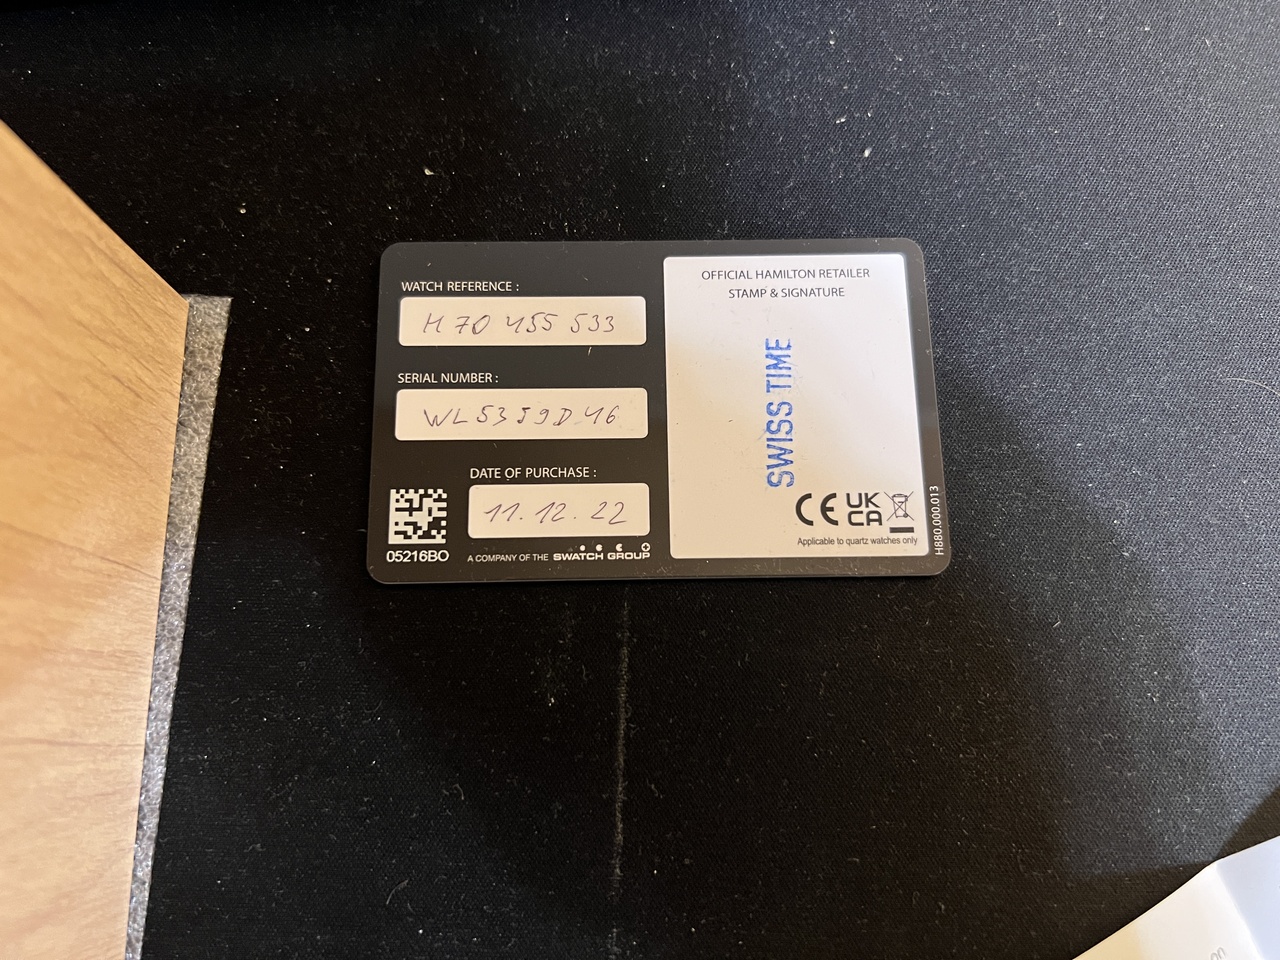 WATCH REFERENCE :
H 70 455 533
SERIAL NUMBER :
WL5359D46
DATE OF PURCHASE :
11.12.22
05216BO
A COMPANY OF THE SWATCH GROUP
OFFICIAL HAMILTON RETAILER
STAMP & SIGNATURE
SWISS TIME
CE UK CA
Applicable to quartz watches only
H880.000.013